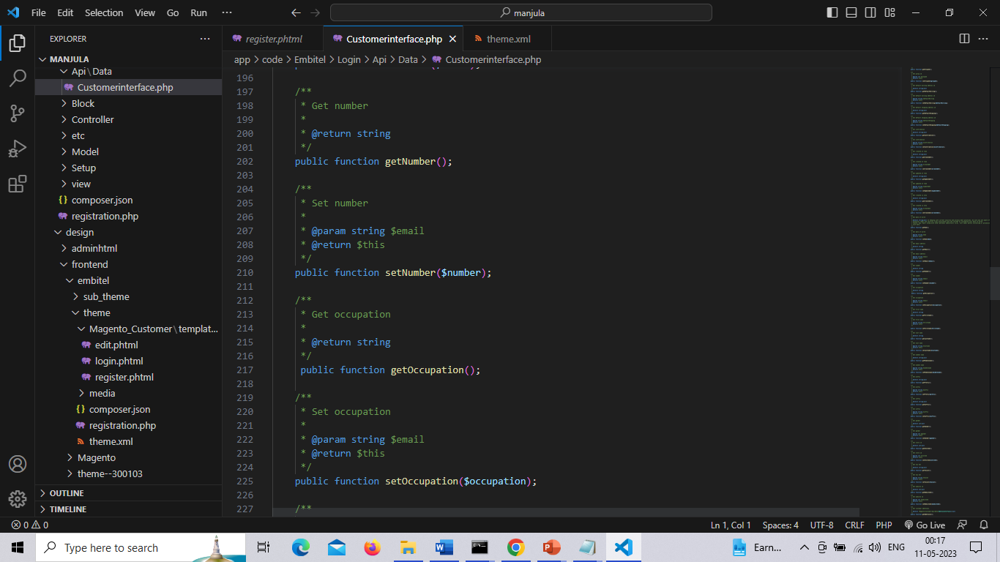 File Edit Selection View Go Run ···
manjula
EXPLORER ···
MANJULA
Api\Data
Customerinterface.php
Block
Controller
etc
Model
Setup
view
{} composer.json
registration.php
design
adminhtml
frontend
embitel
sub_theme
theme
Magento_Customer\templat...
edit.phtml
login.phtml
register.phtml
media
{} composer.json
registration.php
theme.xml
Magento
theme--300103
OUTLINE
TIMELINE
register.phtml Customerinterface.php theme.xml
app > code > Embitel > Login > Api > Data > Customerinterface.php
196
197 /**
198 * Get number
199 *
200 * @return string
201 */
202 public function getNumber();
203
204 /**
205 * Set number
206 *
207 * @param string $email
208 * @return $this
209 */
210 public function setNumber($number);
211
212 /**
213 * Get occupation
214 *
215 * @return string
216 */
217 public function getOccupation();
218
219 /**
220 * Set occupation
221 *
222 * @param string $email
223 * @return $this
224 */
225 public function setOccupation($occupation);
226
227 /**
0 0 Ln 1, Col 1 Spaces: 4 UTF-8 CRLF PHP Go Live
Type here to search Earn... ENG 00:17
11-05-2023